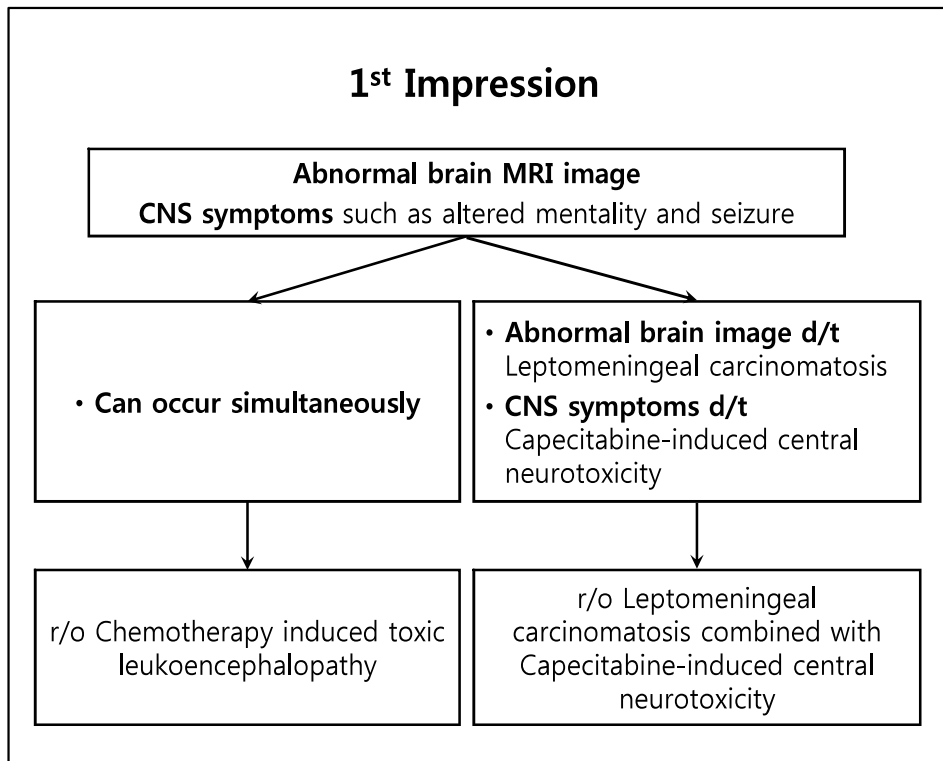 1st Impression
Abnormal brain MRI image
CNS symptoms such as altered mentality and seizure
· Can occur simultaneously
· Abnormal brain image d/t
Leptomeningeal carcinomatosis
· CNS symptoms d/t
Capecitabine-induced central
neurotoxicity
r/o Chemotherapy induced toxic
leukoencephalopathy
r/o Leptomeningeal
carcinomatosis combined with
Capecitabine-induced central
neurotoxicity